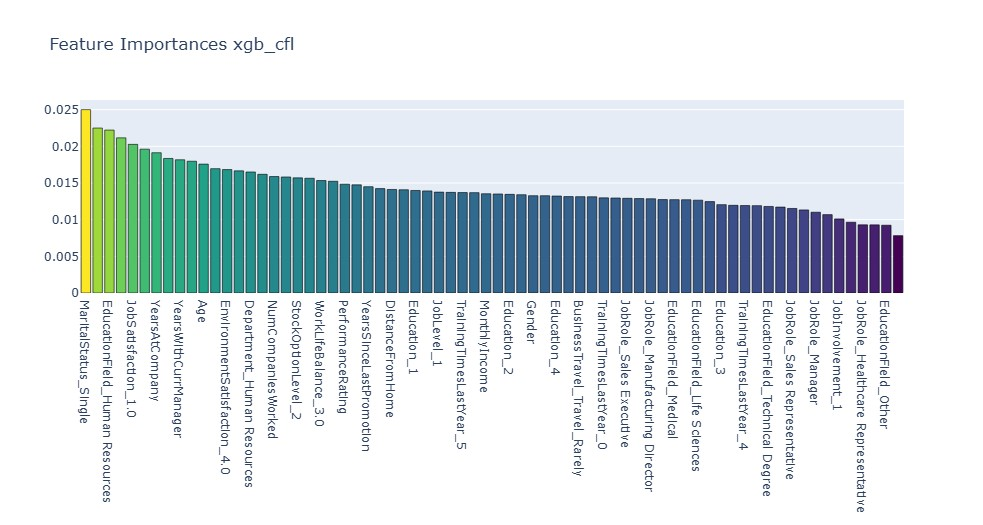 Feature Importances xgb_cfl
0.025
0.02
0.015
0.01
0.005
0
MaritalStatus_Single
EducationField_Human Resources
JobSatisfaction_1.0
YearsAtCompany
YearsWithCurrManager
Age
EnvironmentSatisfaction_4.0
Department_Human Resources
NumCompaniesWorked
StockOptionLevel_2
WorkLifeBalance_3.0
PerformanceRating
YearsSinceLastPromotion
DistanceFromHome
Education_1
JobLevel_1
TrainingTimesLastYear_5
MonthlyIncome
Education_2
Gender
Education_4
BusinessTravel_Travel_Rarely
TrainingTimesLastYear_0
JobRole_Sales Executive
JobRole_Manufacturing Director
EducationField_Medical
EducationField_Life Sciences
Education_3
TrainingTimesLastYear_4
EducationField_Technical Degree
JobRole_Sales Representative
JobRole_Manager
JobInvolvement_1
JobRole_Healthcare Representative
EducationField_Other